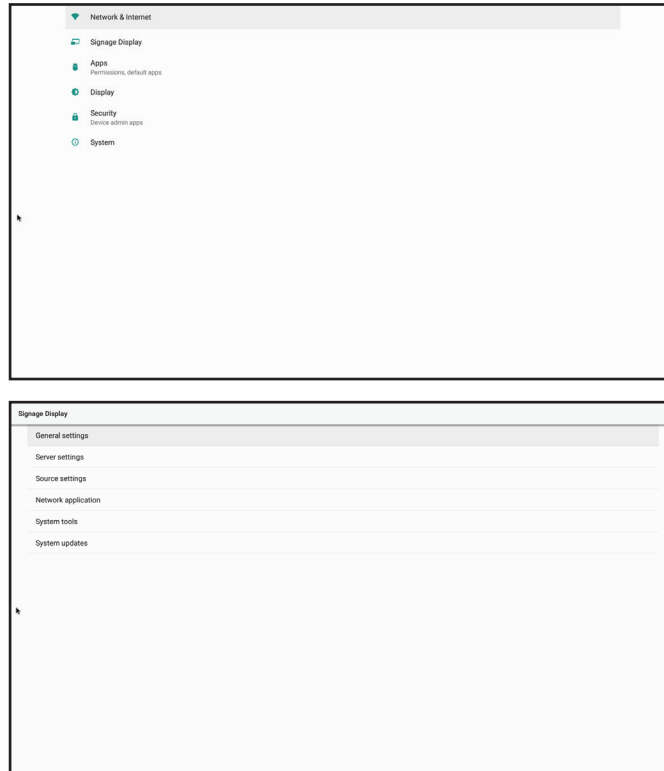 Network & Internet
Signage Display
Apps
Permissions, default apps
Display
Security
Device admin apps
System
Signage Display
General settings
Server settings
Source settings
Network application
System tools
System updates